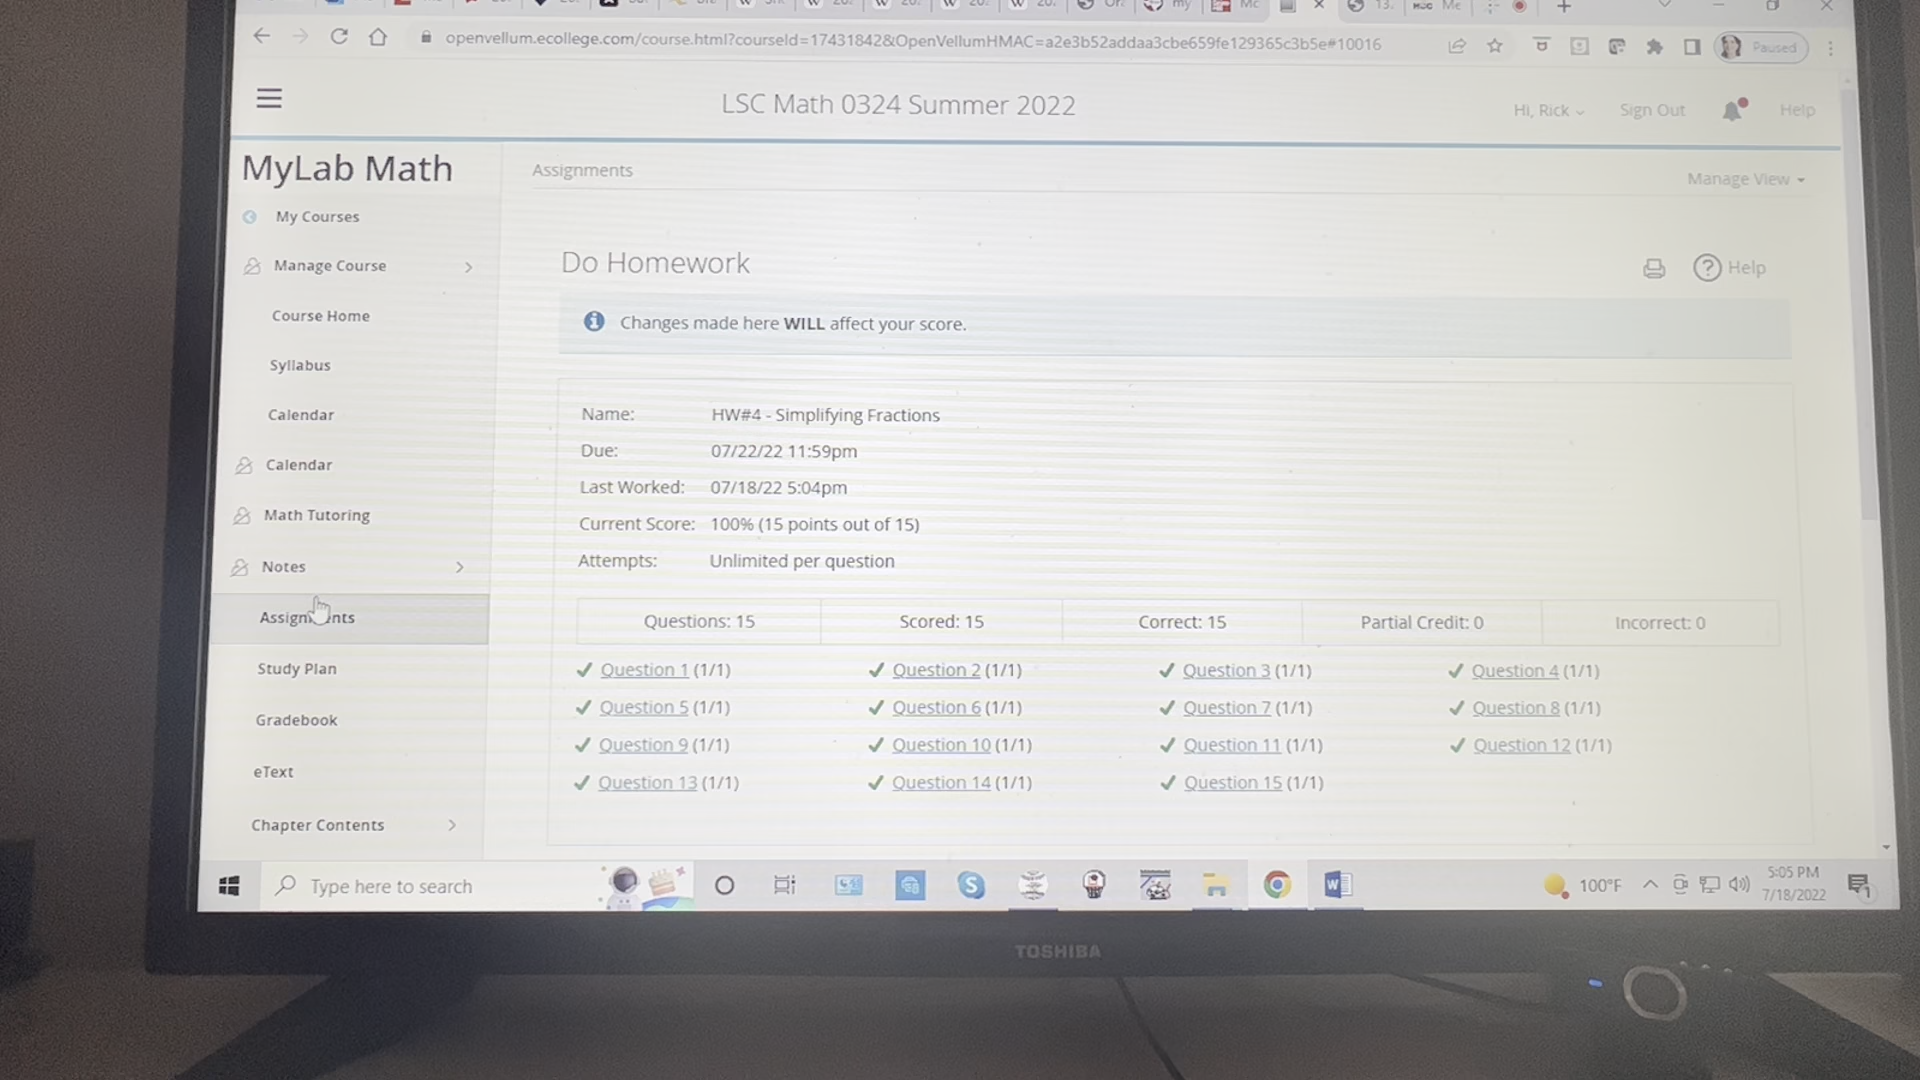 openvellum.ecollege.com/course.html?courseId=17431842&OpenVellumHMAC=a2e3b52addaa3cbe659fe129365c3b5e#10016
Paused
LSC Math 0324 Summer 2022
Hi, Rick
Sign Out
Help
MyLab Math
Assignments
Manage View
My Courses
Manage Course
Course Home
Syllabus
Calendar
Calendar
Math Tutoring
Notes
Assignments
Study Plan
Gradebook
eText
Chapter Contents
Do Homework
? Help
i Changes made here WILL affect your score.
Name: HW#4 - Simplifying Fractions
Due: 07/22/22 11:59pm
Last Worked: 07/18/22 5:04pm
Current Score: 100% (15 points out of 15)
Attempts: Unlimited per question
Questions: 15 Scored: 15 Correct: 15 Partial Credit: 0 Incorrect: 0
Question 1 (1/1) Question 2 (1/1) Question 3 (1/1) Question 4 (1/1)
Question 5 (1/1) Question 6 (1/1) Question 7 (1/1) Question 8 (1/1)
Question 9 (1/1) Question 10 (1/1) Question 11 (1/1) Question 12 (1/1)
Question 13 (1/1) Question 14 (1/1) Question 15 (1/1)
Type here to search
100°F
5:05 PM
7/18/2022
1
TOSHIBA